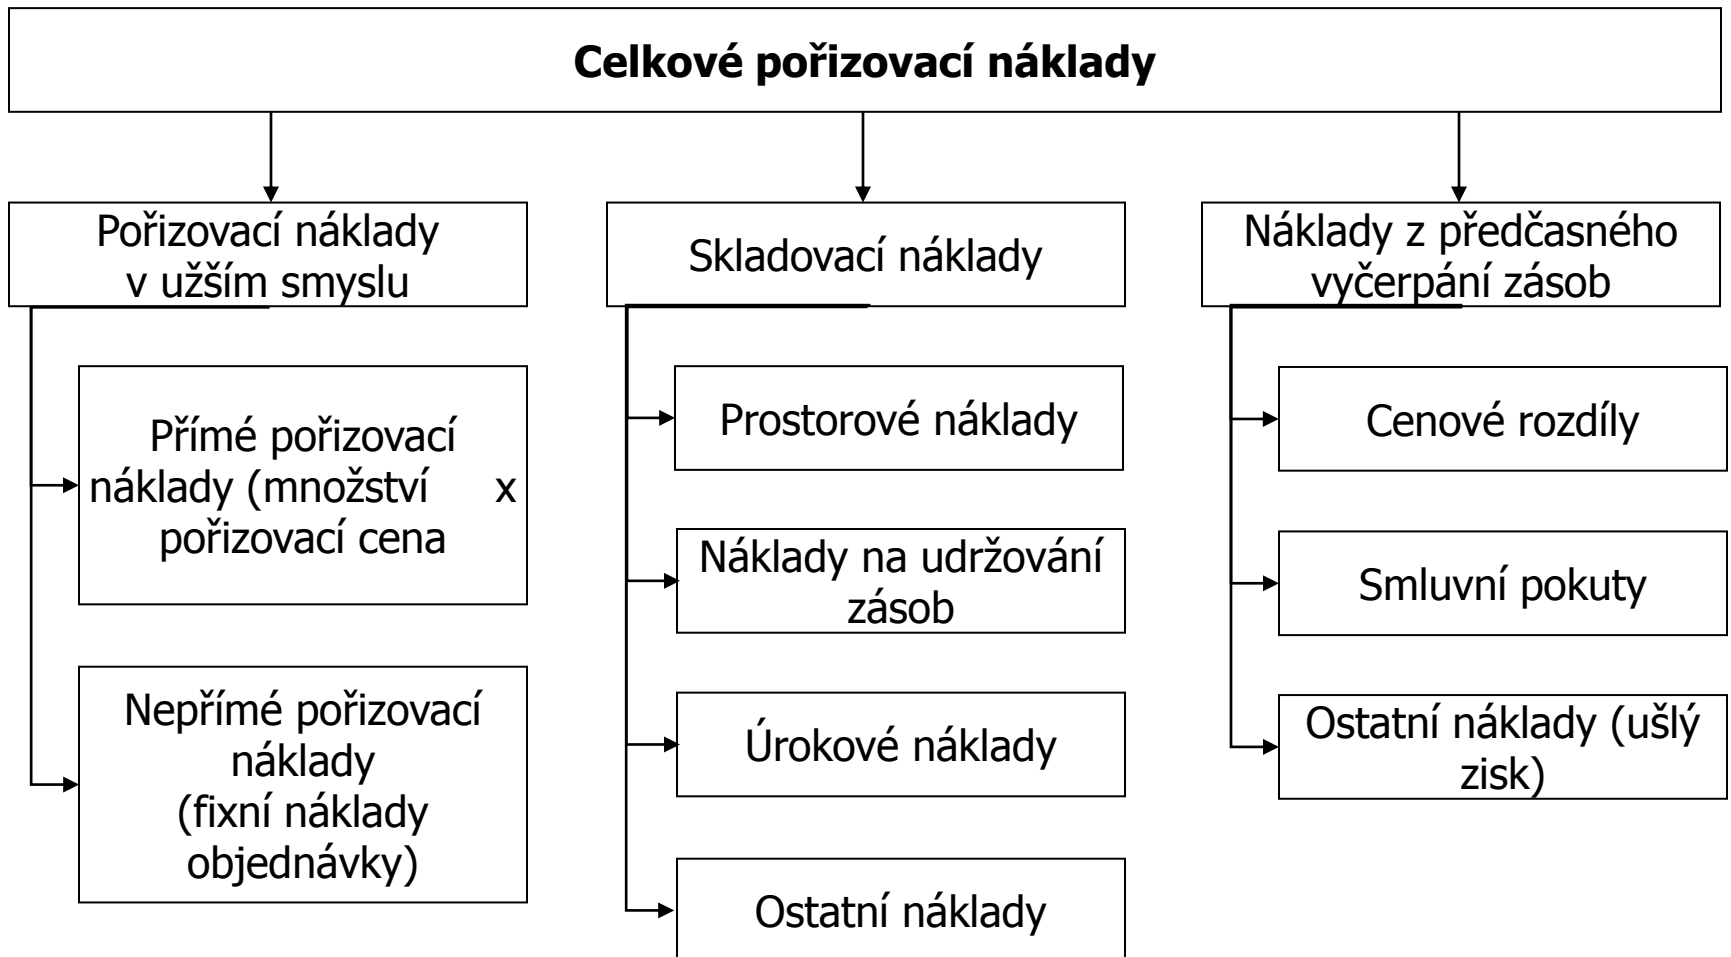 Celkové pořizovací náklady
Pořizovací náklady
v užším smyslu
Přímé pořizovací
náklady (množství x
pořizovací cena
Nepřímé pořizovací
náklady
(fixní náklady
objednávky)
Skladovací náklady
Prostorové náklady
Náklady na udržování
zásob
Úrokové náklady
Ostatní náklady
Náklady z předčasného
vyčerpání zásob
Cenové rozdíly
Smluvní pokuty
Ostatní náklady (ušlý
zisk)